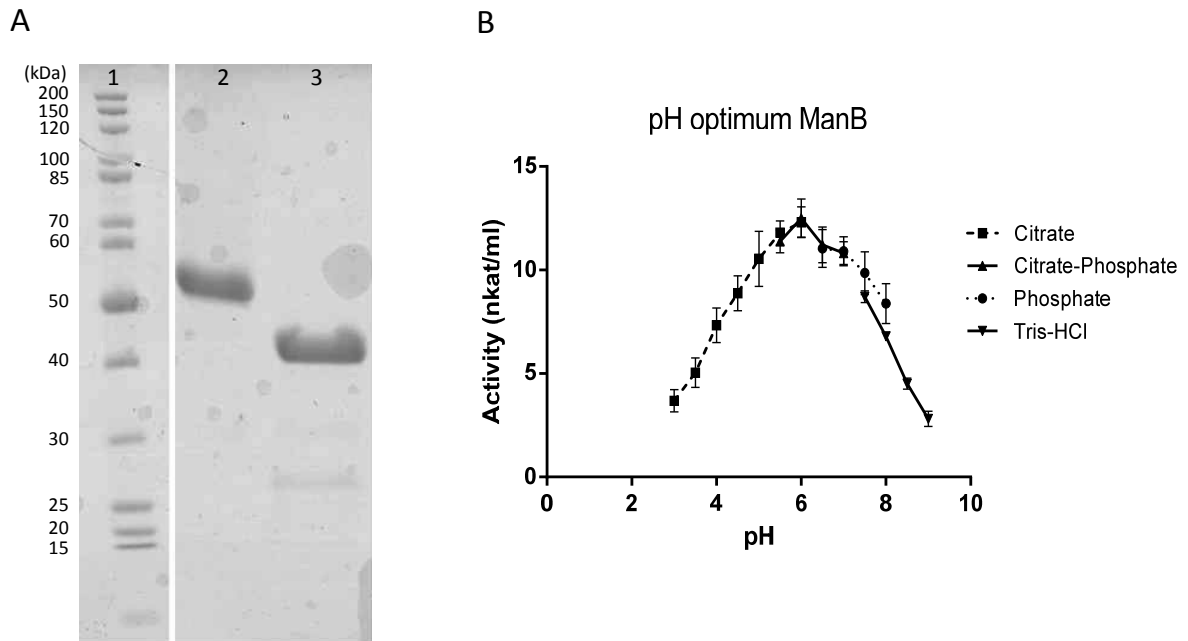 A
B
(kDa)
1
2
3
200
150
120
100
85
70
60
50
40
30
25
20
15
pH optimum ManB
15
10
5
0
Activity (nkat/ml)
0 2 4 6 8 10
pH
Citrate
Citrate-Phosphate
Phosphate
Tris-HCl